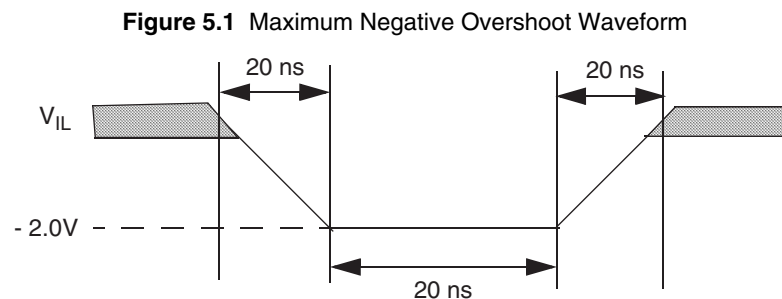 Figure 5.1 Maximum Negative Overshoot Waveform
20 ns
20 ns
VIL
- 2.0V
20 ns